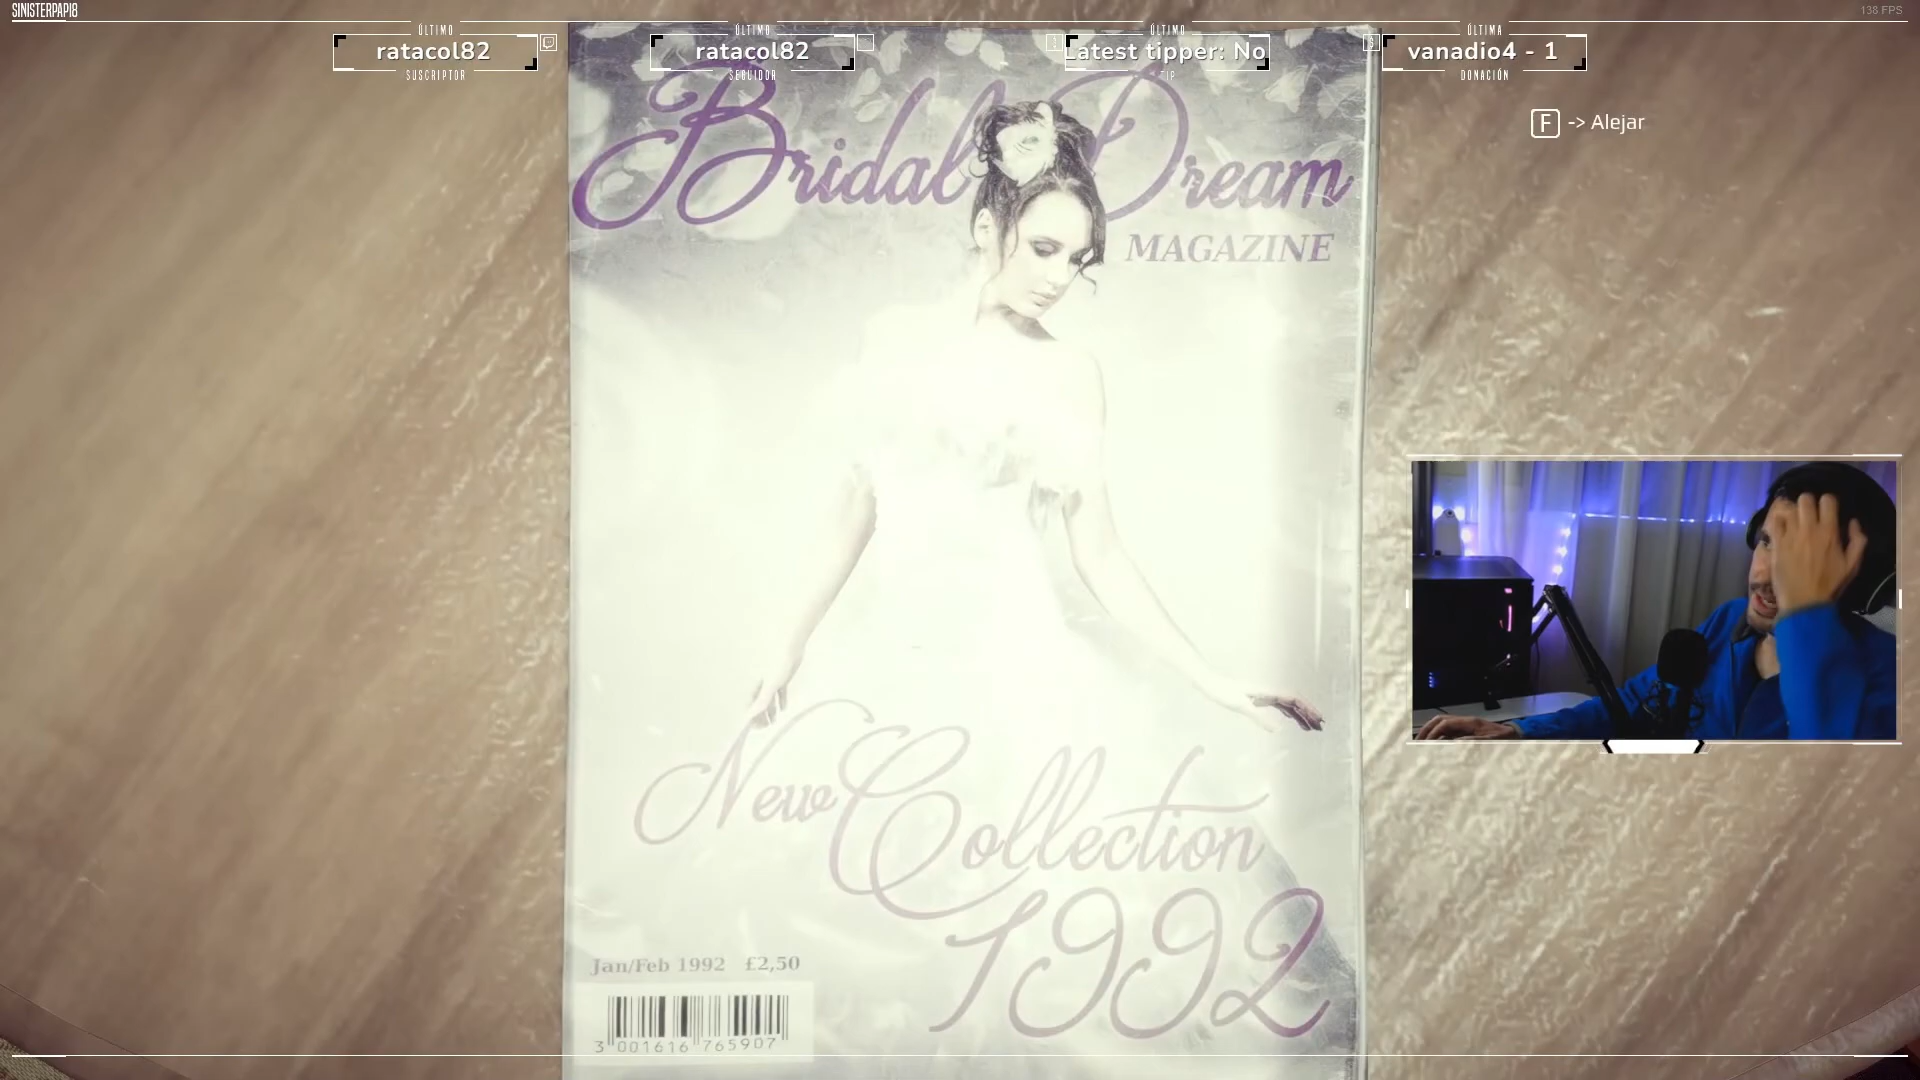 SINISTERPAPI8
138 FPS
ÚLTIMO
ratacol82
SUSCRIPTOR
ÚLTIMO
ratacol82
SEGUIDOR
ÚLTIMO
Latest tipper: No
TIP
ÚLTIMA
vanadio4 - 1
DONACIÓN
F -> Alejar
Bridal Dream
MAGAZINE
New Collection
1992
Jan/Feb 1992 £2,50
3 001616 765907